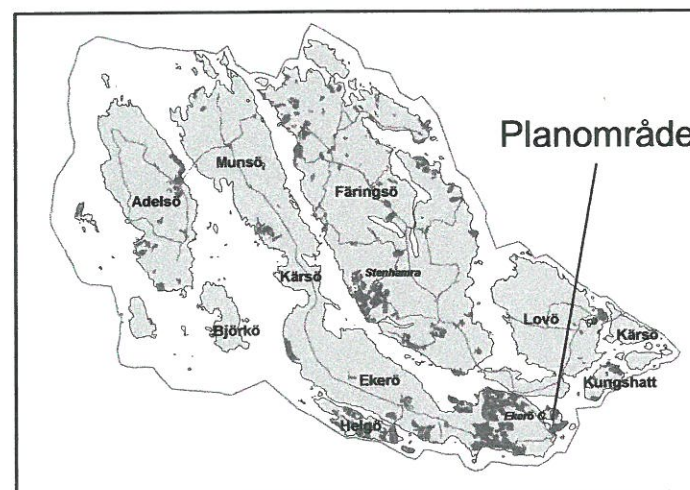 Planområde
Munsö
Adelsö
Färingsö
Kärsö
Stenhamra
Björkö
Lovö
Kärsö
Ekerö
Kungshatt
Ekerö C
Helgö